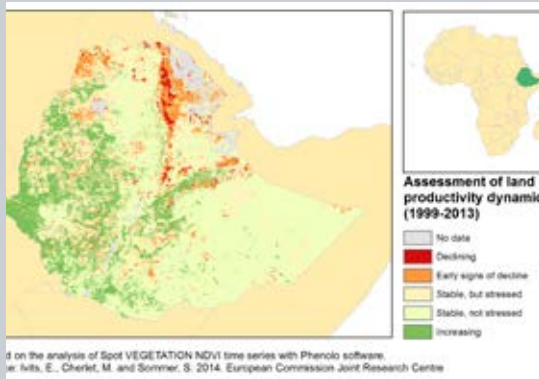 Assessment of land
productivity dynamic
(1999-2013)
No data
Declining
Early signs of decline
Stable, but stressed
Stable, not stressed
Increasing
d on the analysis of Spot VEGETATION NDVI time series with Phenolo software.
e: Ivits, E., Cherlet, M. and Sommer, S. 2014. European Commission Joint Research Centre